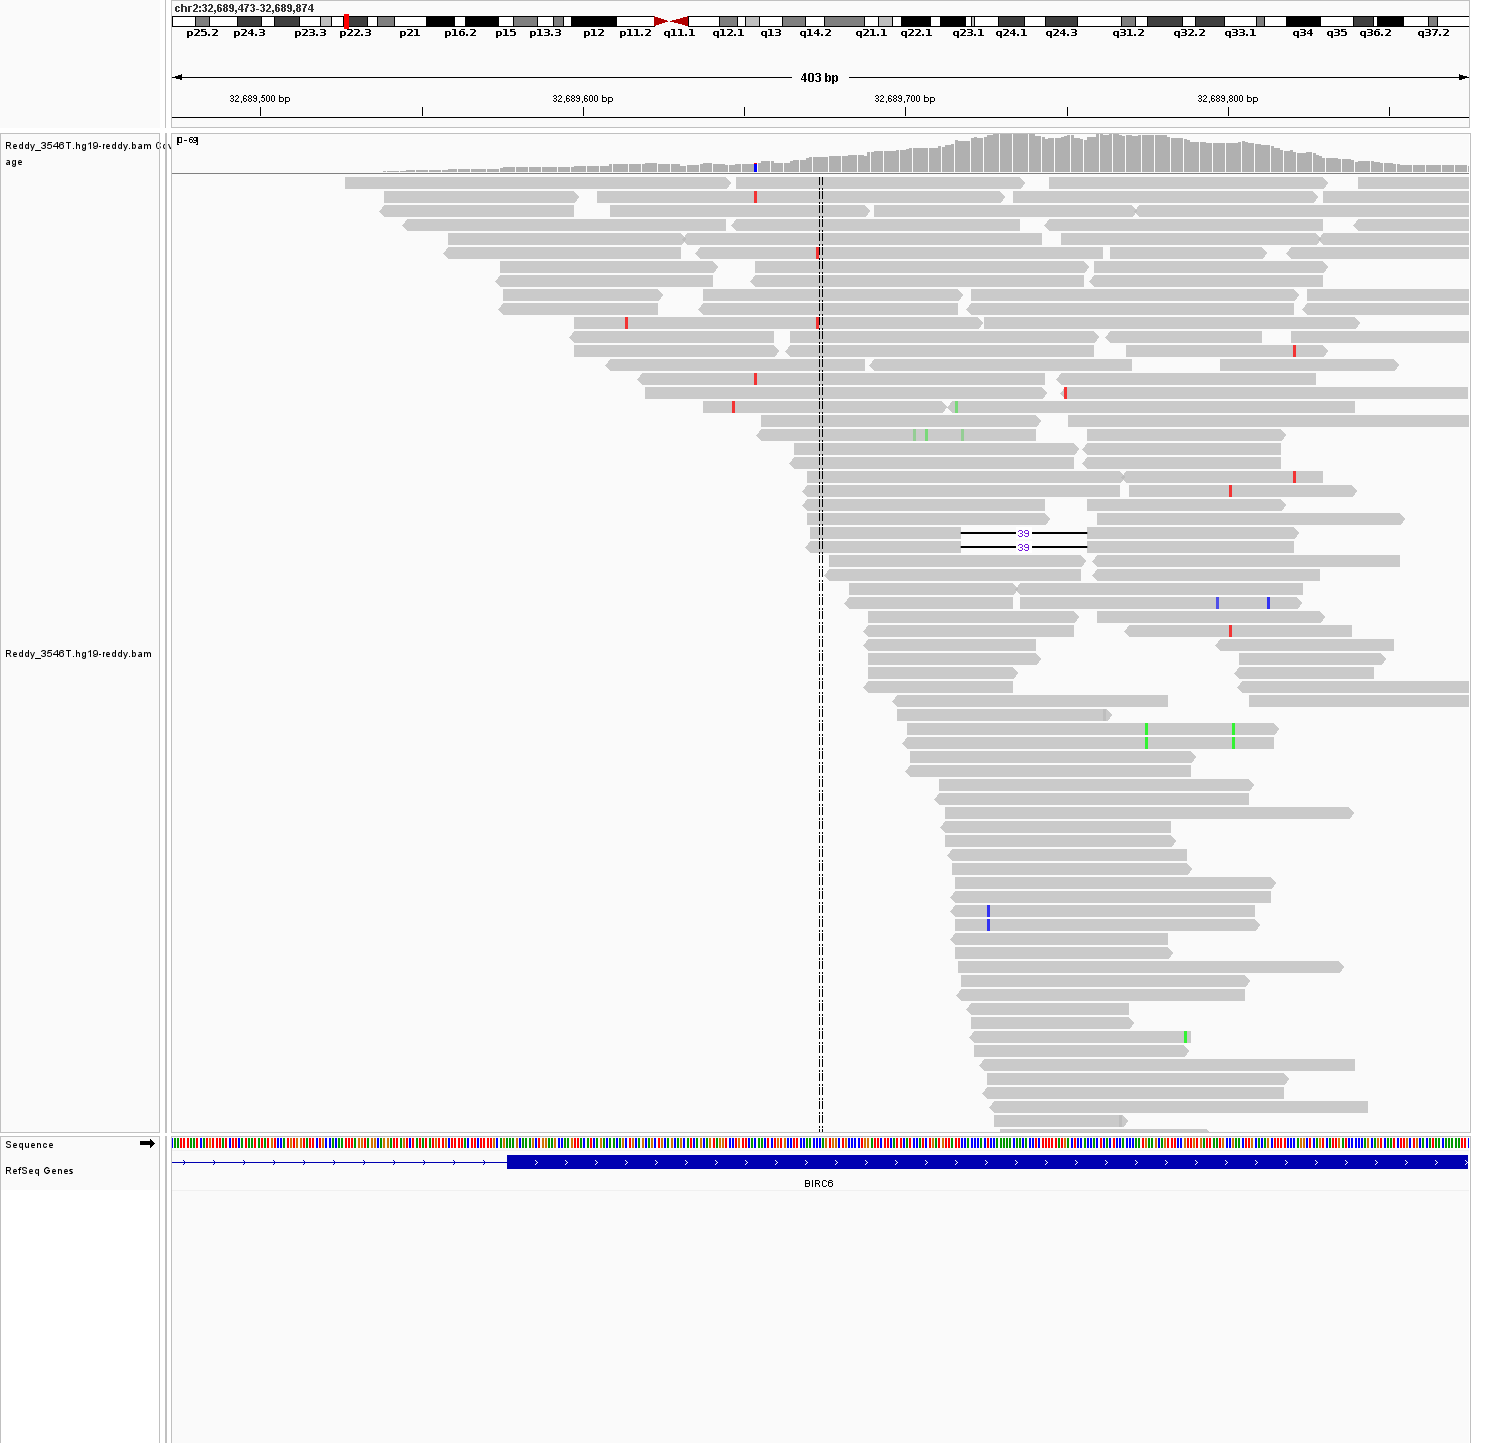 chr2:32,689,473-32,689,874
p25.2 p24.3 p23.3 p22.3 p21 p16.2 p15 p13.3 p12 p11.2 q11.1 q12.1 q13 q14.2 q21.1 q22.1 q23.1 q24.1 q24.3 q31.2 q32.2 q33.1 q34 q35 q36.2 q37.2
403 bp
32,689,500 bp 32,689,600 bp 32,689,700 bp 32,689,800 bp
Reddy_3546T.hg19-reddy.bam Cov
age
[0 - 69]
39
39
Reddy_3546T.hg19-reddy.bam
Sequence
RefSeq Genes
BIRC6